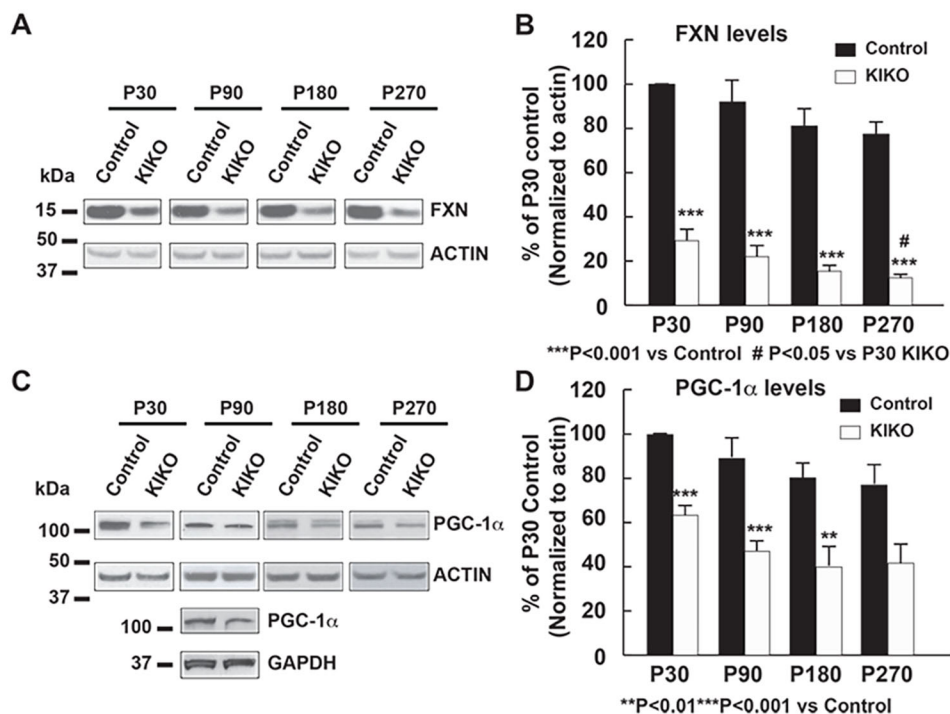 A
P30 P90 P180 P270
Control KIKO Control KIKO Control KIKO Control KIKO
kDa
15 FXN
50
ACTIN
37
B
FXN levels
Control
KIKO
% of P30 control
(Normalized to actin)
100
80
60
40
20
0
***
***
***
#
***
P30 P90 P180 P270
***P<0.001 vs Control # P<0.05 vs P30 KIKO
C
P30 P90 P180 P270
Control KIKO Control KIKO Control KIKO Control KIKO
kDa
100 PGC-1α
50
ACTIN
37
100 PGC-1α
37 GAPDH
D
PGC-1α levels
Control
KIKO
% of P30 Control
(Normalized to actin)
100
80
60
40
20
0
***
***
**
P30 P90 P180 P270
**P<0.01***P<0.001 vs Control